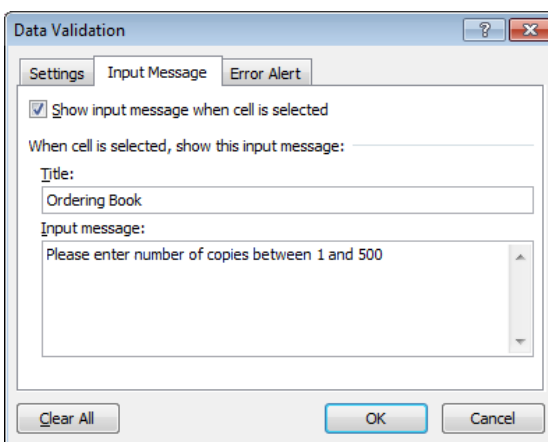 Data Validation
Settings Input Message Error Alert
Show input message when cell is selected
When cell is selected, show this input message:
Title:
Ordering Book
Input message:
Please enter number of copies between 1 and 500
Clear All OK Cancel